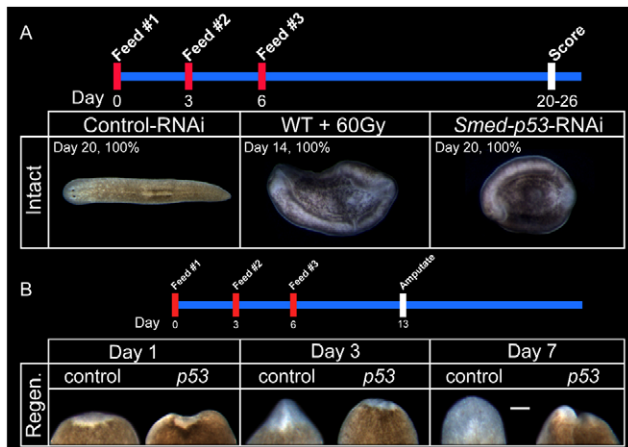 A
Feed #1
Feed #2
Feed #3
Score
Day
0
3
6
20-26
Control-RNAi
WT + 60Gy
Smed-p53-RNAi
Intact
Day 20, 100%
Day 14, 100%
Day 20, 100%
B
Feed #1
Feed #2
Feed #3
Amputate
Day
0
3
6
13
Day 1
Day 3
Day 7
Regen.
control
p53
control
p53
control
p53